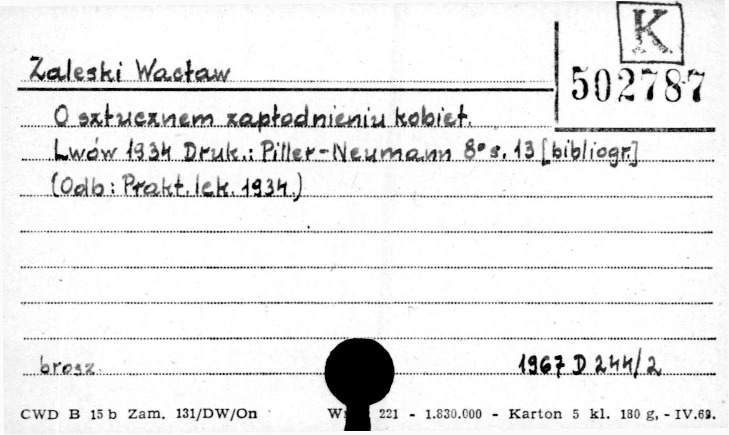 K
502787
Zaleski Wacław
O sztucznem zapłodnieniu kobiet.
Lwów 1934 Druk.: Piller-Neumann 8° s. 13 [bibliogr.]
(Odb: Prakt. lek. 1934.)
brosz. 1967 D 244/2
CWD B 15 b Zam. 131/DW/On 221 - 1.830.000 - Karton 5 kl. 180 g, - IV.69.